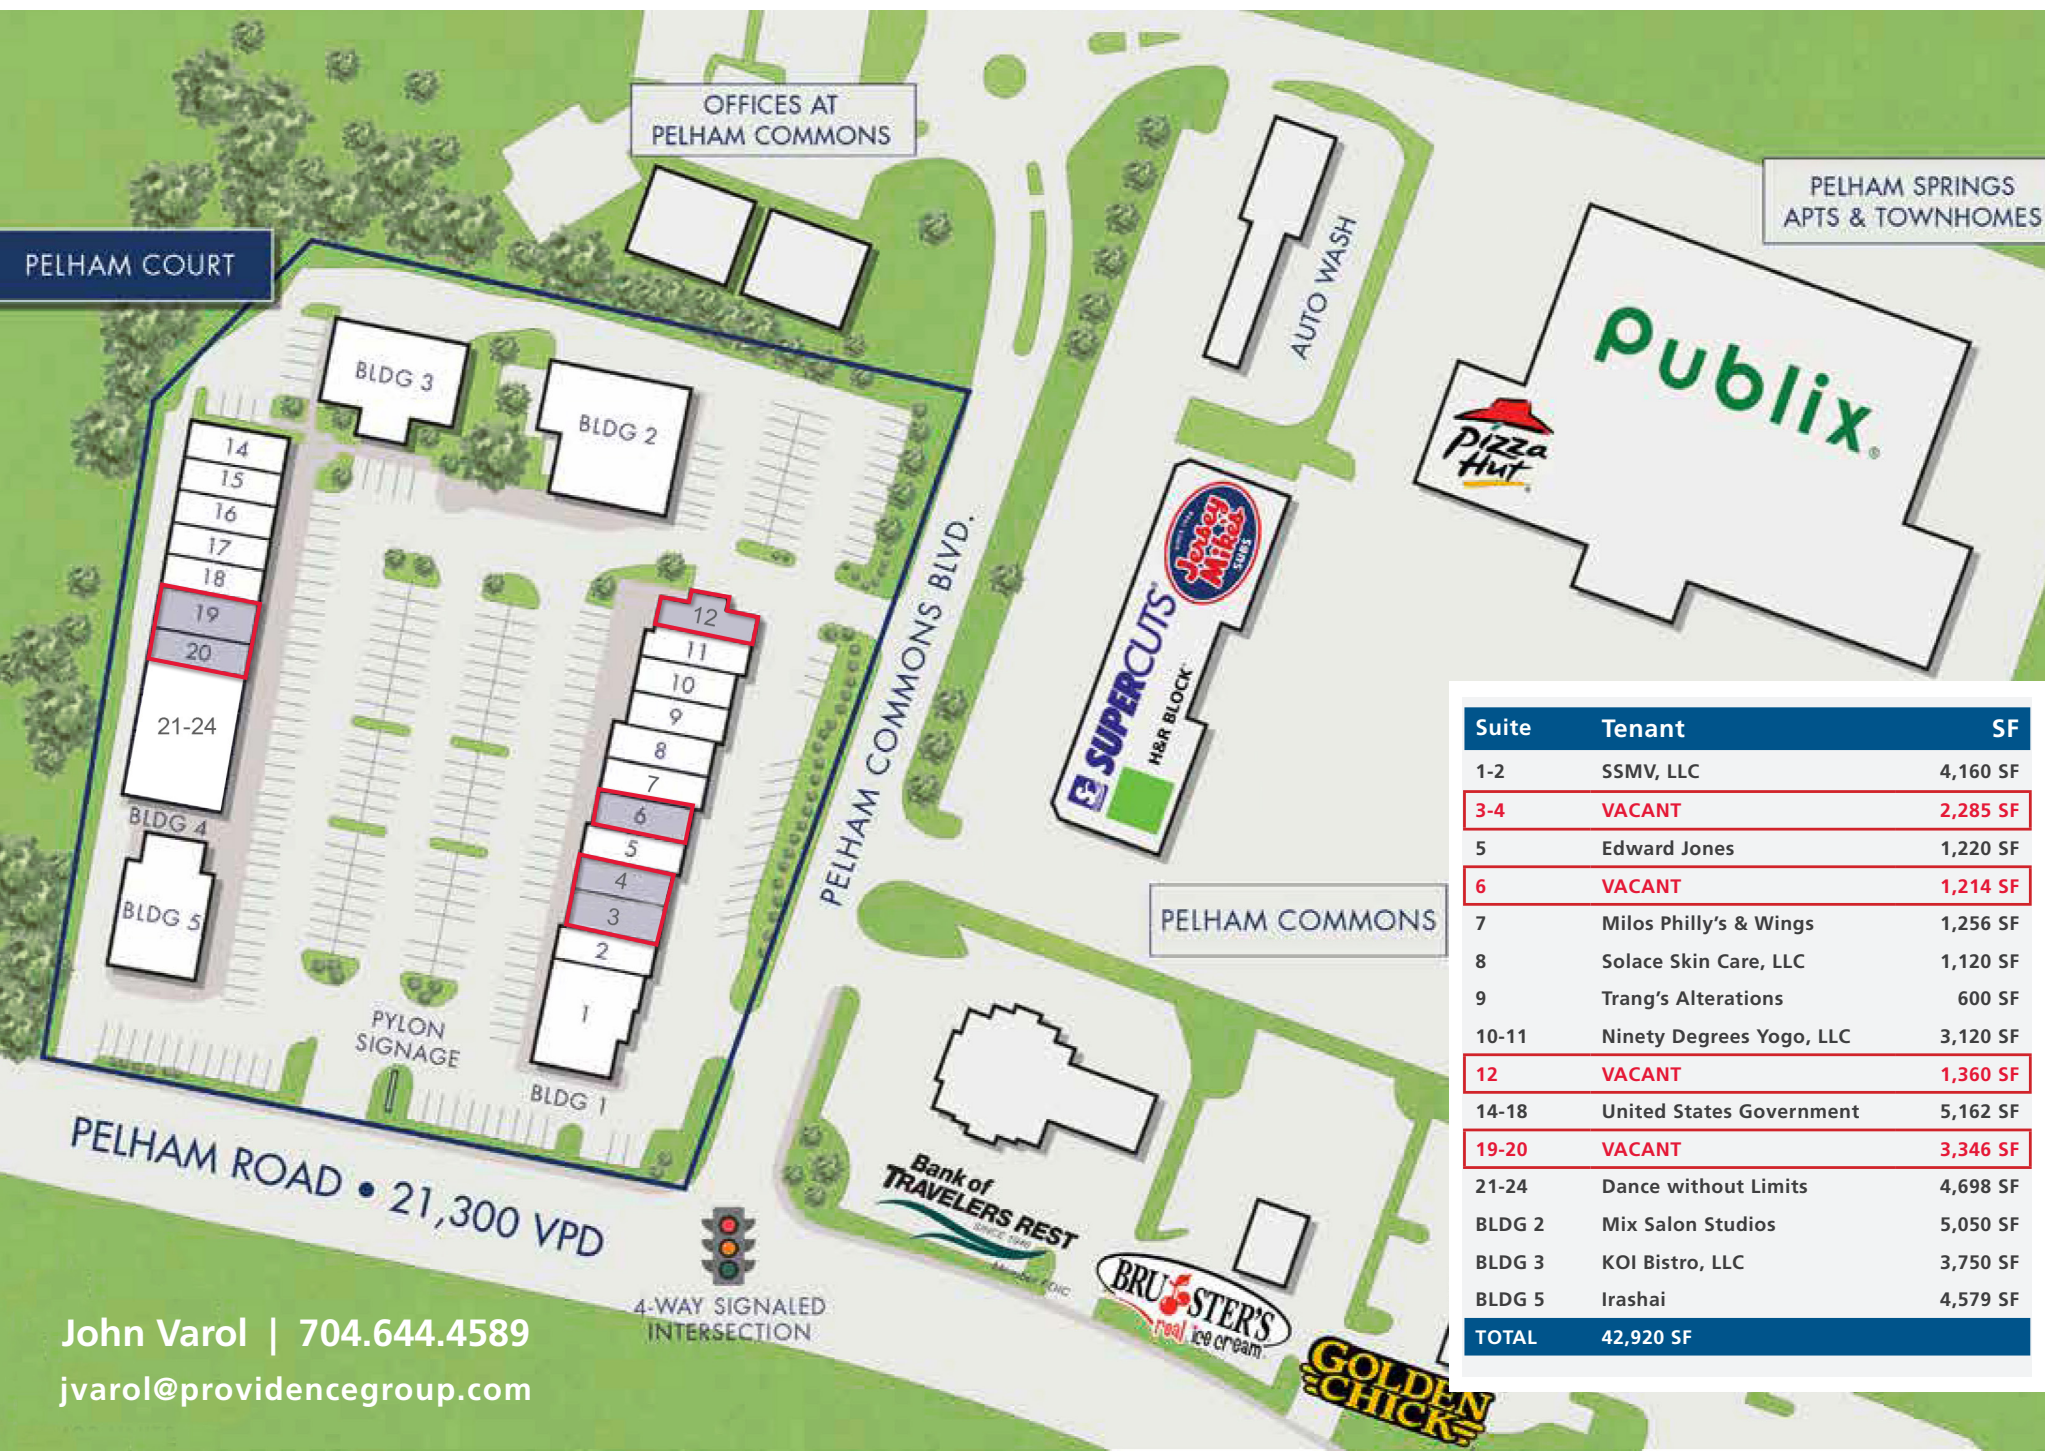 OFFICES AT
PELHAM COMMONS
PELHAM SPRINGS
APTS & TOWNHOMES
PELHAM COURT
AUTO WASH
Publix
Pizza
Hut
BLDG 3
BLDG 2
14
15
16
17
18
19
20
21-24
BLDG 4
BLDG 5
12
11
10
9
8
7
6
5
4
3
2
1
BLDG 1
PYLON
SIGNAGE
PELHAM COMMONS BLVD.
SINCE 1956
Jersey
Mike's
SUBS
SUPERCUTS
H&R BLOCK
PELHAM COMMONS
PELHAM ROAD • 21,300 VPD
4-WAY SIGNALED
INTERSECTION
Bank of
TRAVELERS REST
SINCE 1946
Member FDIC
BRUSTER'S
real ice cream
GOLDEN
CHICK
Suite Tenant SF
1-2 SSMV, LLC 4,160 SF
3-4 VACANT 2,285 SF
5 Edward Jones 1,220 SF
6 VACANT 1,214 SF
7 Milos Philly's & Wings 1,256 SF
8 Solace Skin Care, LLC 1,120 SF
9 Trang's Alterations 600 SF
10-11 Ninety Degrees Yogo, LLC 3,120 SF
12 VACANT 1,360 SF
14-18 United States Government 5,162 SF
19-20 VACANT 3,346 SF
21-24 Dance without Limits 4,698 SF
BLDG 2 Mix Salon Studios 5,050 SF
BLDG 3 KOI Bistro, LLC 3,750 SF
BLDG 5 Irashai 4,579 SF
TOTAL 42,920 SF
John Varol | 704.644.4589
jvarol@providencegroup.com